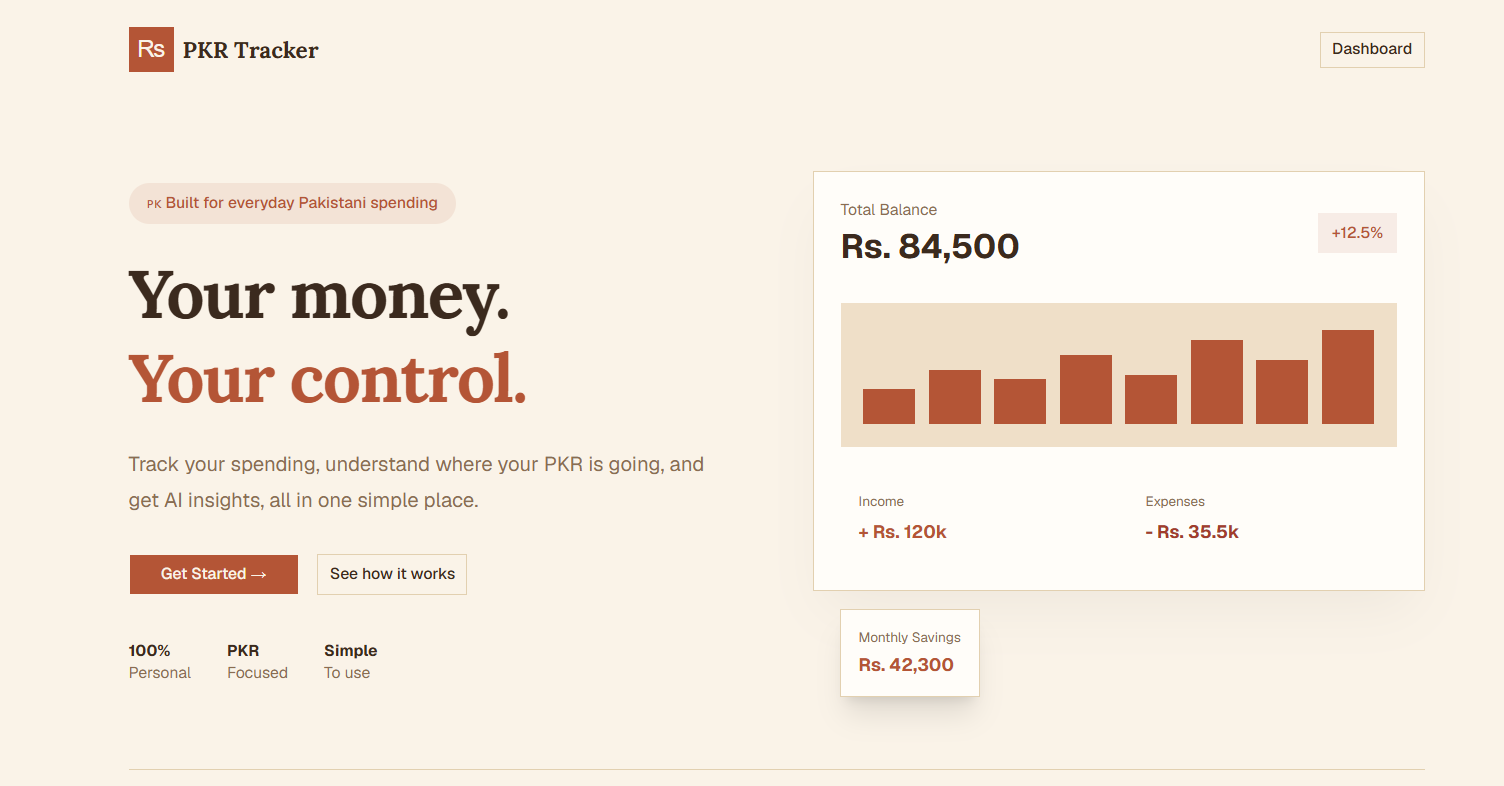 Rs PKR Tracker
Dashboard
PK Built for everyday Pakistani spending
Your money.
Your control.
Track your spending, understand where your PKR is going, and
get AI insights, all in one simple place.
Get Started →
See how it works
100%
Personal
PKR
Focused
Simple
To use
Total Balance
Rs. 84,500
+12.5%
Income
+ Rs. 120k
Expenses
- Rs. 35.5k
Monthly Savings
Rs. 42,300